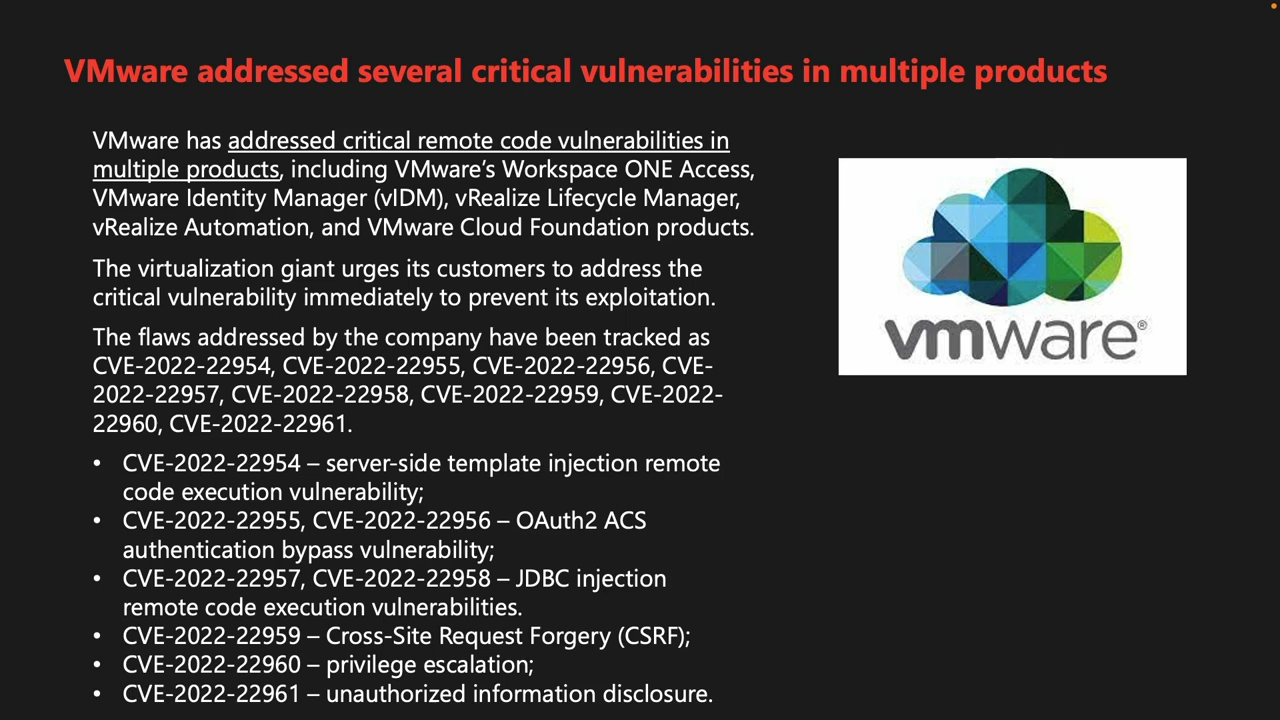 VMware addressed several critical vulnerabilities in multiple products
VMware has addressed critical remote code vulnerabilities in
multiple products, including VMware’s Workspace ONE Access,
VMware Identity Manager (vIDM), vRealize Lifecycle Manager,
vRealize Automation, and VMware Cloud Foundation products.
The virtualization giant urges its customers to address the
critical vulnerability immediately to prevent its exploitation.
The flaws addressed by the company have been tracked as
CVE-2022-22954, CVE-2022-22955, CVE-2022-22956, CVE-
2022-22957, CVE-2022-22958, CVE-2022-22959, CVE-2022-
22960, CVE-2022-22961.
• CVE-2022-22954 – server-side template injection remote
code execution vulnerability;
• CVE-2022-22955, CVE-2022-22956 – OAuth2 ACS
authentication bypass vulnerability;
• CVE-2022-22957, CVE-2022-22958 – JDBC injection
remote code execution vulnerabilities.
• CVE-2022-22959 – Cross-Site Request Forgery (CSRF);
• CVE-2022-22960 – privilege escalation;
• CVE-2022-22961 – unauthorized information disclosure.
vmware®